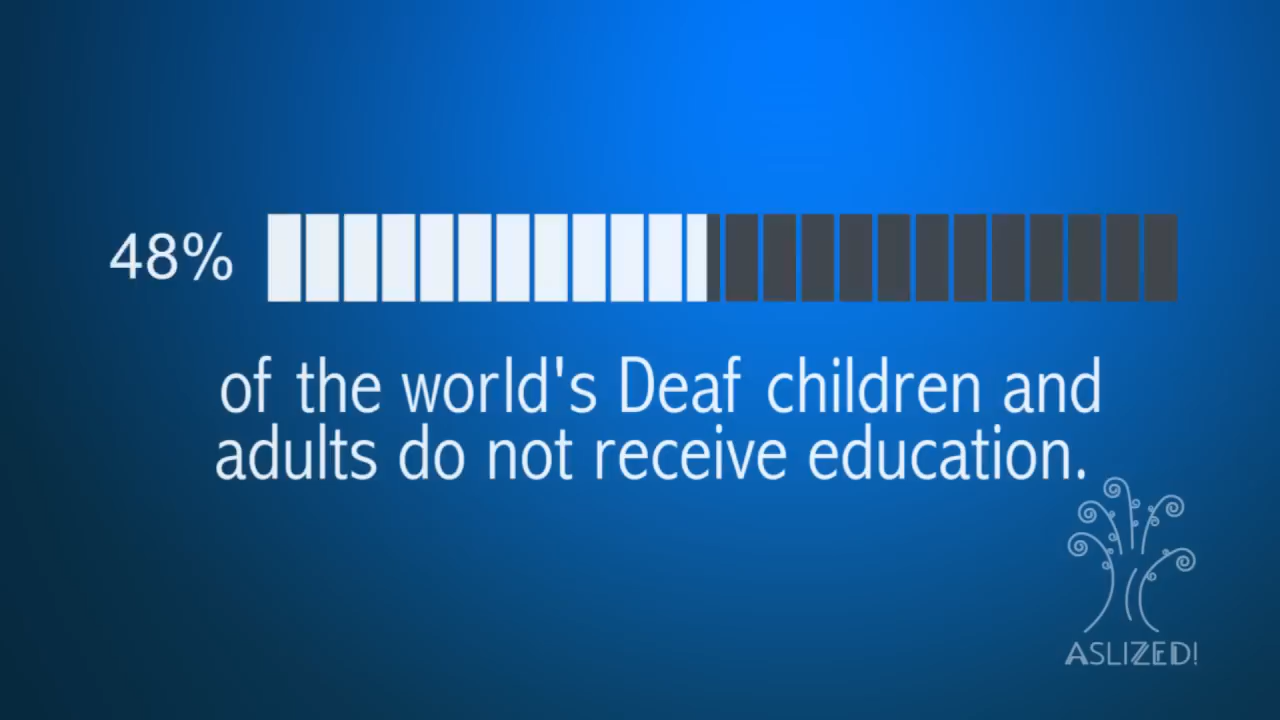 48%
of the world's Deaf children and
adults do not receive education.
ASLIZED!